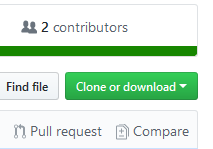 2 contributors
Find file
Clone or download
Pull request
Compare